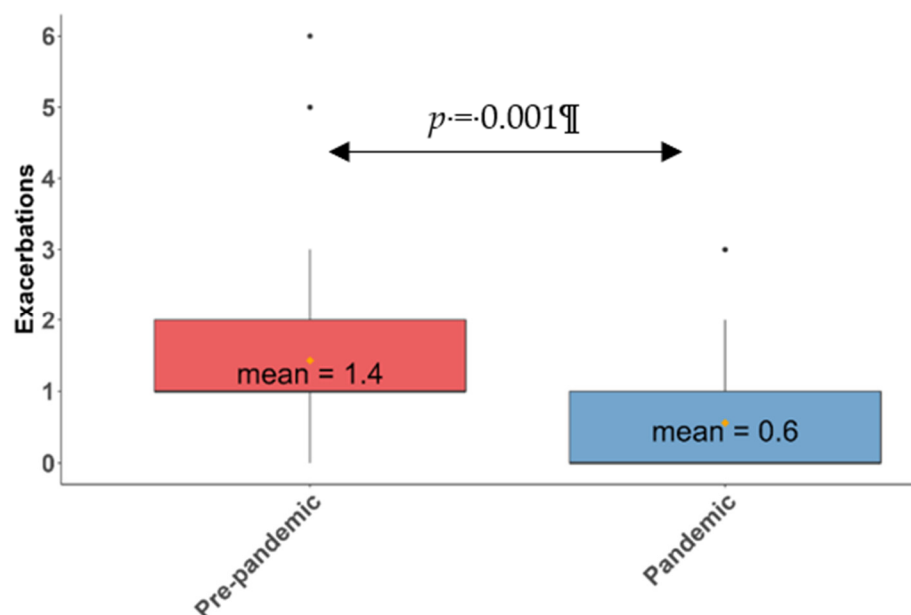 6
5
4
3
2
1
0
Exacerbations
p·=·0.001¶
mean = 1.4
mean = 0.6
Pre-pandemic
Pandemic